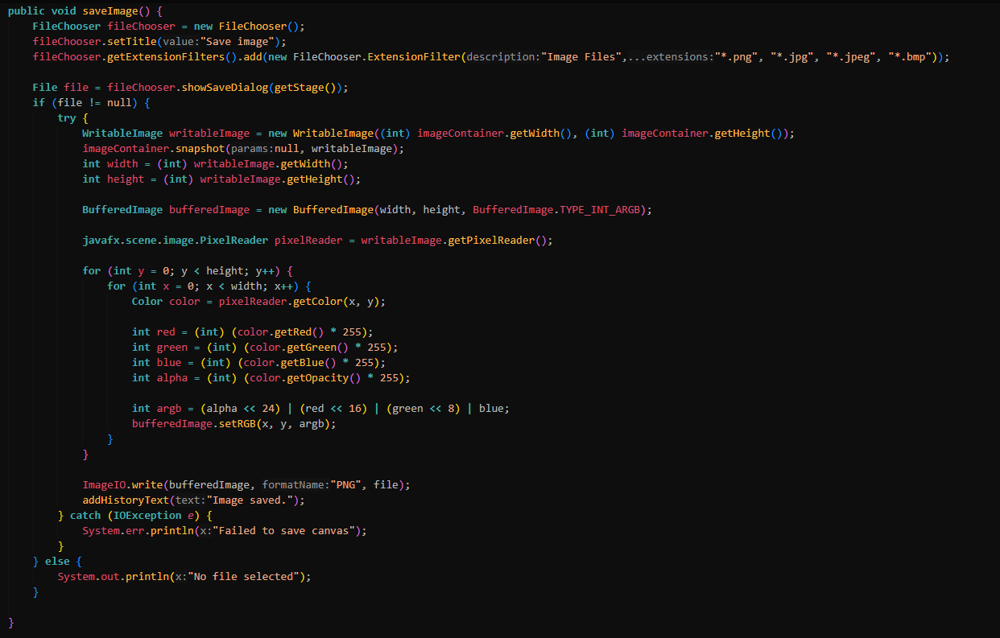 public void saveImage() {
    FileChooser fileChooser = new FileChooser();
    fileChooser.setTitle(value:"Save image");
    fileChooser.getExtensionFilters().add(new FileChooser.ExtensionFilter(description:"Image Files",...extensions:"*.png", "*.jpg", "*.jpeg", "*.bmp"));

    File file = fileChooser.showSaveDialog(getStage());
    if (file != null) {
        try {
            WritableImage writableImage = new WritableImage((int) imageContainer.getWidth(), (int) imageContainer.getHeight());
            imageContainer.snapshot(params:null, writableImage);
            int width = (int) writableImage.getWidth();
            int height = (int) writableImage.getHeight();

            BufferedImage bufferedImage = new BufferedImage(width, height, BufferedImage.TYPE_INT_ARGB);

            javafx.scene.image.PixelReader pixelReader = writableImage.getPixelReader();

            for (int y = 0; y < height; y++) {
                for (int x = 0; x < width; x++) {
                    Color color = pixelReader.getColor(x, y);

                    int red = (int) (color.getRed() * 255);
                    int green = (int) (color.getGreen() * 255);
                    int blue = (int) (color.getBlue() * 255);
                    int alpha = (int) (color.getOpacity() * 255);

                    int argb = (alpha << 24) | (red << 16) | (green << 8) | blue;
                    bufferedImage.setRGB(x, y, argb);
                }
            }

            ImageIO.write(bufferedImage, formatName:"PNG", file);
            addHistoryText(text:"Image saved.");
        } catch (IOException e) {
            System.err.println(x:"Failed to save canvas");
        }
    } else {
        System.out.println(x:"No file selected");
    }

}